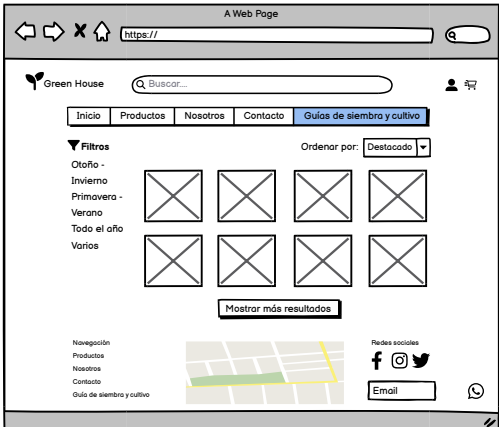 A Web Page
https://
Green House
Buscar...
Inicio
Productos
Nosotros
Contacto
Guías de siembra y cultivo
Filtros
Ordenar por:
Destacado
Otoño -
Invierno
Primavera -
Verano
Todo el año
Varios
Mostrar más resultados
Navegación
Productos
Nosotros
Contacto
Guía de siembra y cultivo
Redes sociales
Email